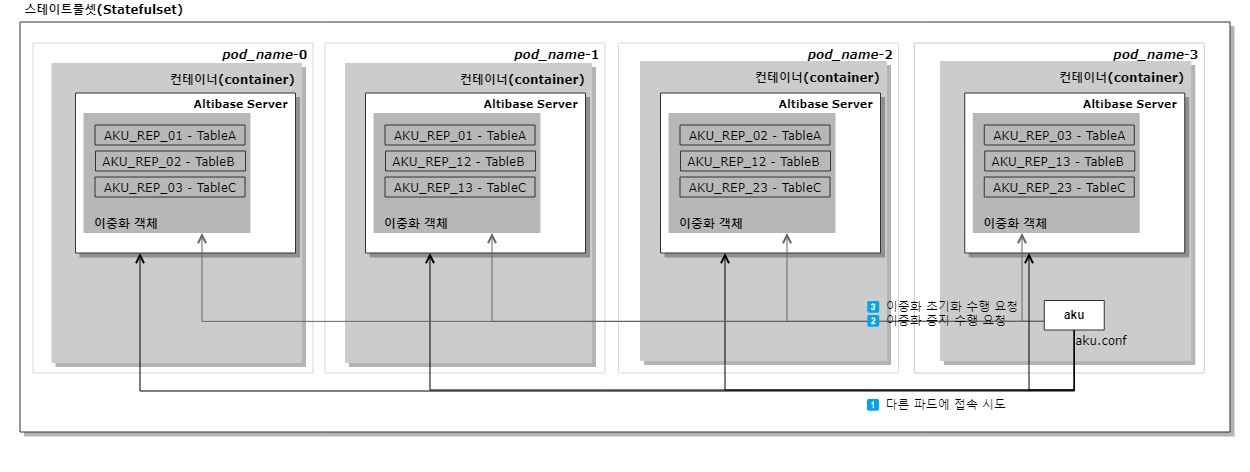 스테이트풀셋(Statefulset)
pod_name-0
컨테이너(container)
Altibase Server
AKU_REP_01 - TableA
AKU_REP_02 - TableB
AKU_REP_03 - TableC
이중화 객체
pod_name-1
컨테이너(container)
Altibase Server
AKU_REP_01 - TableA
AKU_REP_12 - TableB
AKU_REP_13 - TableC
이중화 객체
pod_name-2
컨테이너(container)
Altibase Server
AKU_REP_02 - TableA
AKU_REP_12 - TableB
AKU_REP_23 - TableC
이중화 객체
pod_name-3
컨테이너(container)
Altibase Server
AKU_REP_03 - TableA
AKU_REP_13 - TableB
AKU_REP_23 - TableC
이중화 객체
3 이중화 초기화 수행 요청
2 이중화 중지 수행 요청
aku
aku.conf
1 다른 파드에 접속 시도